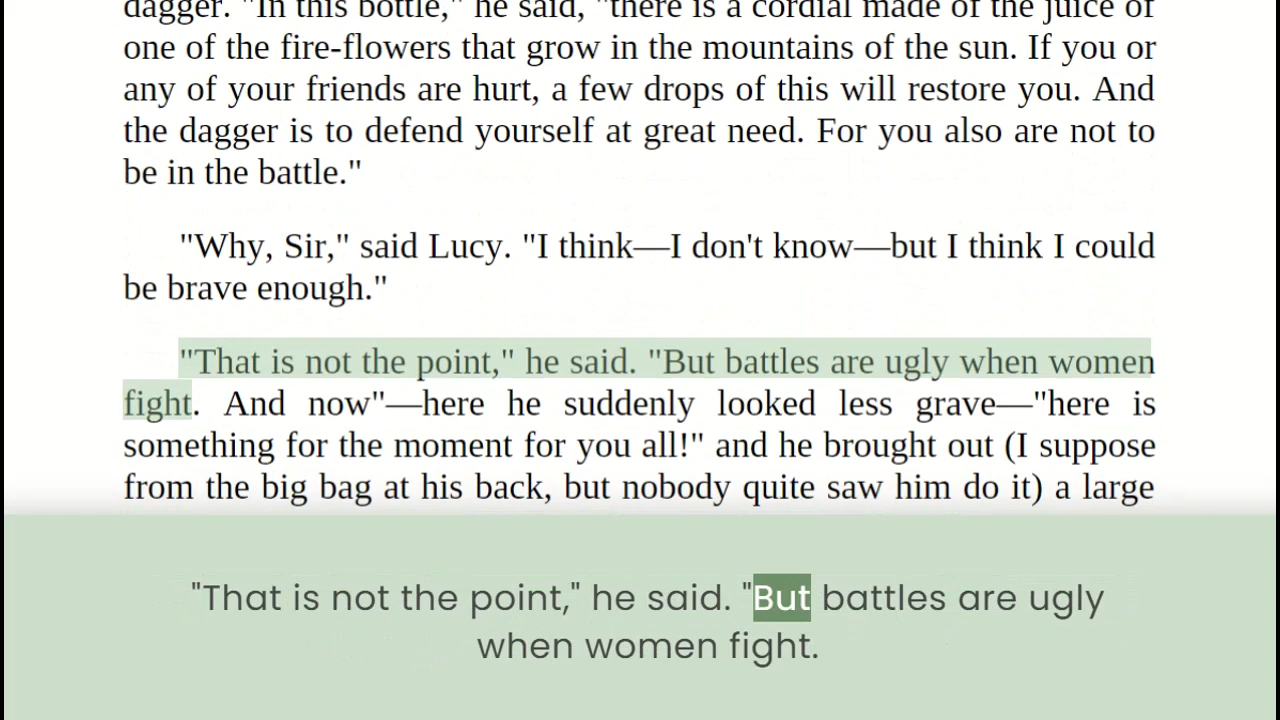 dagger. "In this bottle," he said, "there is a cordial made of the juice of
one of the fire-flowers that grow in the mountains of the sun. If you or
any of your friends are hurt, a few drops of this will restore you. And
the dagger is to defend yourself at great need. For you also are not to
be in the battle."
"Why, Sir," said Lucy. "I think—I don't know—but I think I could
be brave enough."
"That is not the point," he said. "But battles are ugly when women
fight. And now"—here he suddenly looked less grave—"here is
something for the moment for you all!" and he brought out (I suppose
from the big bag at his back, but nobody quite saw him do it) a large
"That is not the point," he said. "But battles are ugly
when women fight.